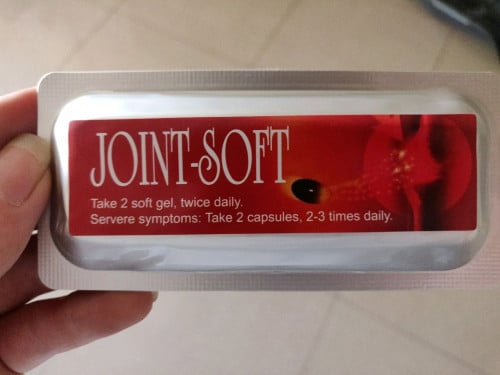 JOINT-SOFT
Take 2 soft gel, twice daily.
Servere symptoms: Take 2 capsules, 2-3 times daily.